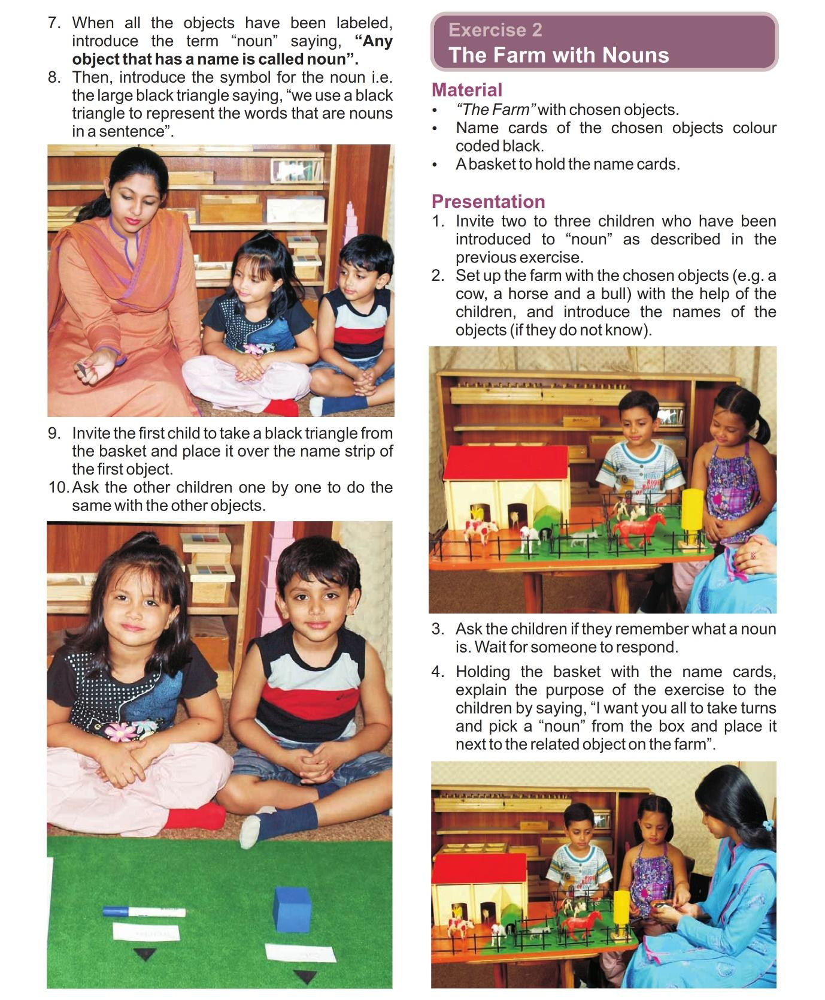 7. When all the objects have been labeled,
introduce the term “noun” saying, “Any
object that has a name is called noun”.
8. Then, introduce the symbol for the noun i.e.
the large black triangle saying, “we use a black
triangle to represent the words that are nouns
in a sentence”.
9. Invite the first child to take a black triangle from
the basket and place it over the name strip of
the first object.
10. Ask the other children one by one to do the
same with the other objects.
Exercise 2
The Farm with Nouns
Material
• “The Farm” with chosen objects.
• Name cards of the chosen objects colour
coded black.
• A basket to hold the name cards.
Presentation
1. Invite two to three children who have been
introduced to “noun” as described in the
previous exercise.
2. Set up the farm with the chosen objects (e.g. a
cow, a horse and a bull) with the help of the
children, and introduce the names of the
objects (if they do not know).
3. Ask the children if they remember what a noun
is. Wait for someone to respond.
4. Holding the basket with the name cards,
explain the purpose of the exercise to the
children by saying, “I want you all to take turns
and pick a “noun” from the box and place it
next to the related object on the farm”.